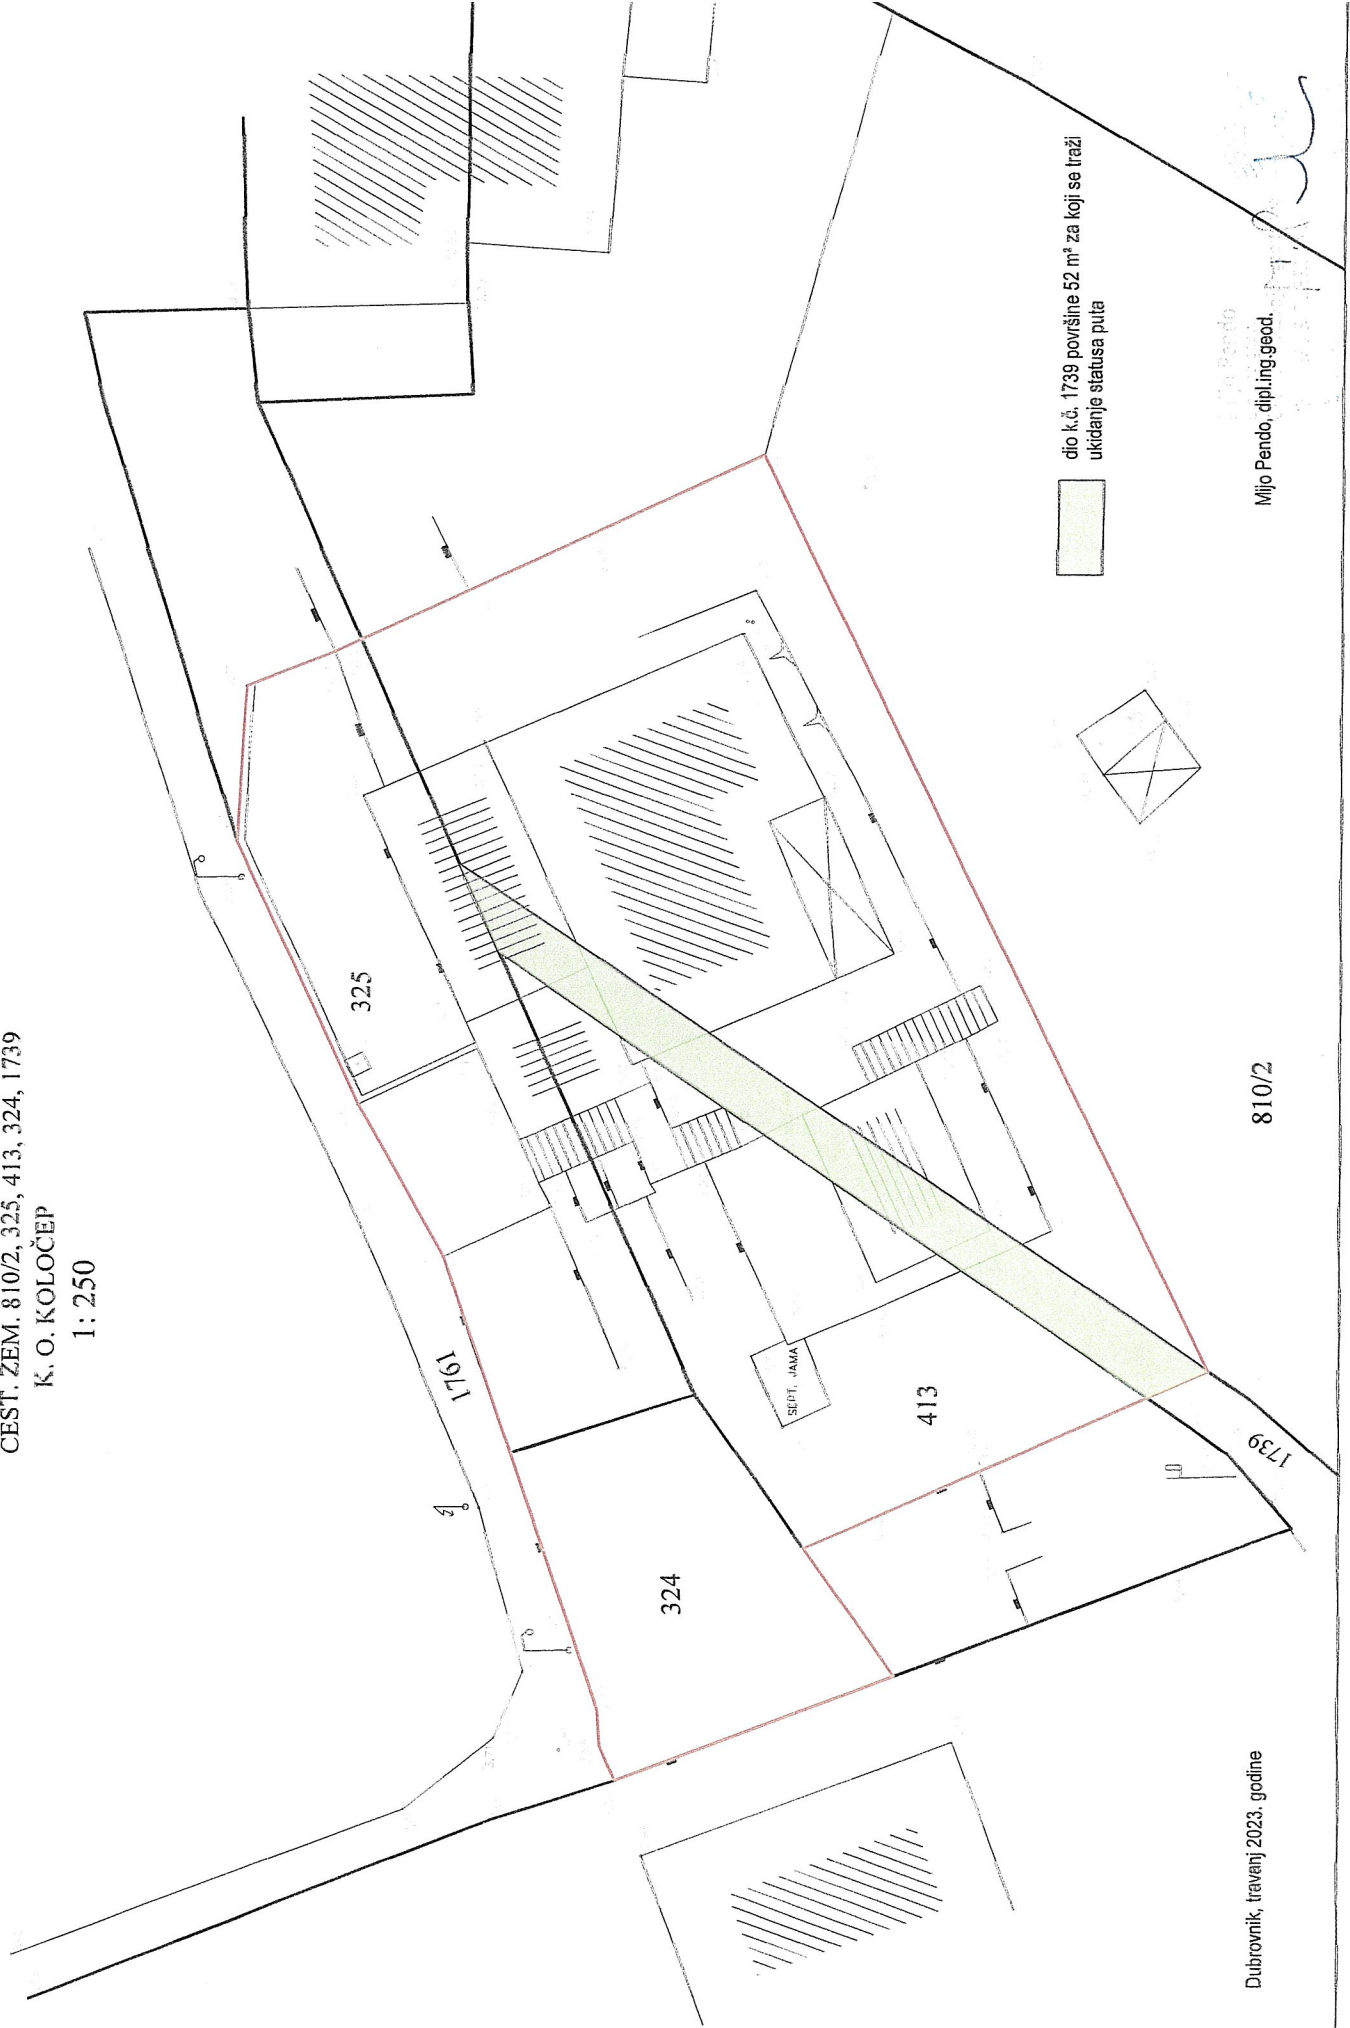 CEST. ZEM. 810/2, 325, 413, 324, 1739
K. O. KOLOČEP
1: 250
325
1761
324
SEPT. JAMA
413
1739
810/2
dio k.č. 1739 površine 52 m² za koji se traži
ukidanje statusa puta
Mijo Pendo, dipl.ing.geod.
Dubrovnik, travanj 2023. godine